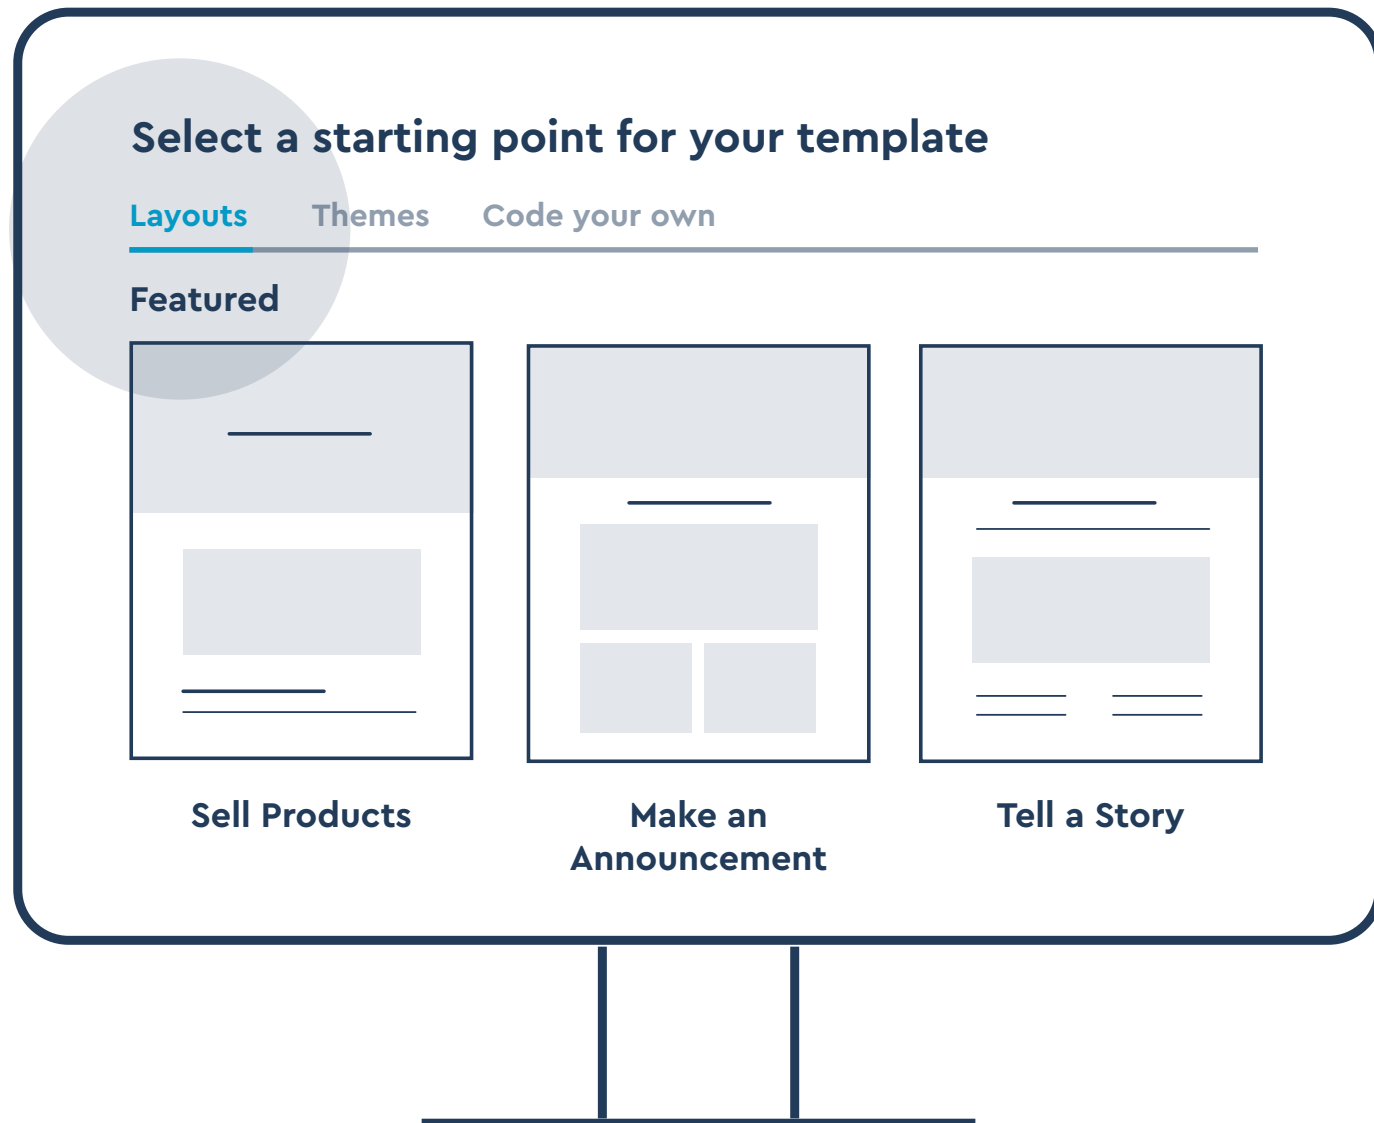 Select a starting point for your template
Layouts Themes Code your own
Featured
Sell Products
Make an
Announcement
Tell a Story